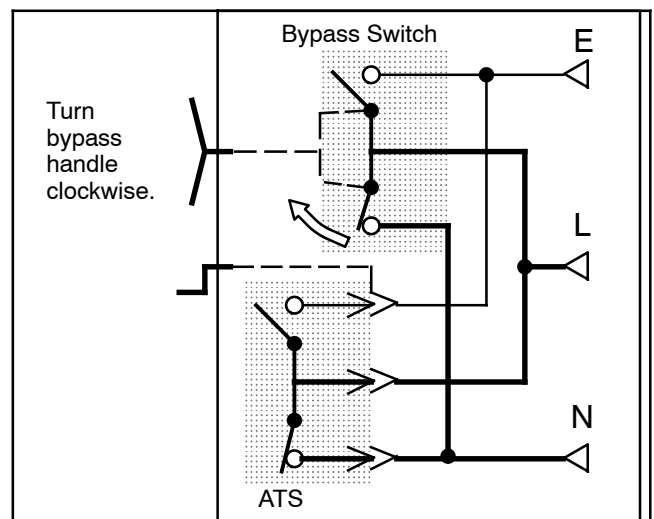 Bypass Switch
E
Turn
bypass
handle
clockwise.
L
N
ATS